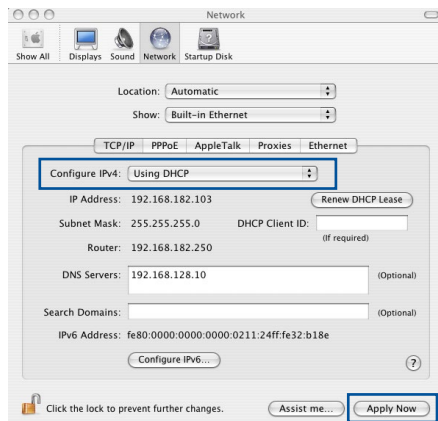 Network
Show All Displays Sound Network Startup Disk
Location: Automatic
Show: Built-in Ethernet
TCP/IP PPPoE AppleTalk Proxies Ethernet
Configure IPv4: Using DHCP
IP Address: 192.168.182.103 Renew DHCP Lease
Subnet Mask: 255.255.255.0 DHCP Client ID:
(If required)
Router: 192.168.182.250
DNS Servers: 192.168.128.10 (Optional)
Search Domains: (Optional)
IPv6 Address: fe80:0000:0000:0000:0211:24ff:fe32:b18e
Configure IPv6... ?
Click the lock to prevent further changes. Assist me... Apply Now